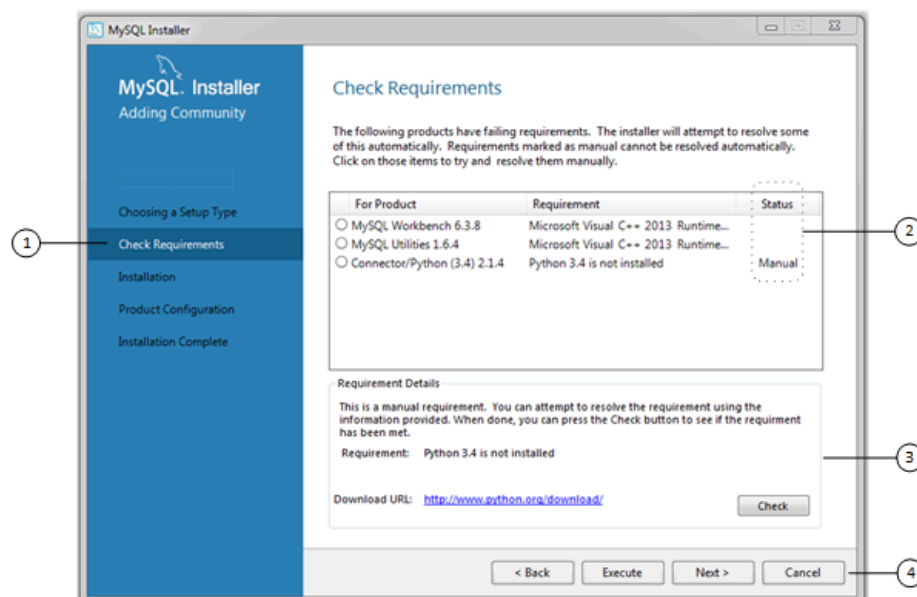 MySQL Installer
MySQL. Installer
Adding Community
Choosing a Setup Type
Check Requirements
Installation
Product Configuration
Installation Complete
Check Requirements
The following products have failing requirements. The installer will attempt to resolve some
of this automatically. Requirements marked as manual cannot be resolved automatically.
Click on those items to try and resolve them manually.
For Product Requirement Status
MySQL Workbench 6.3.8 Microsoft Visual C++ 2013 Runtime...
MySQL Utilities 1.6.4 Microsoft Visual C++ 2013 Runtime...
Connector/Python (3.4) 2.1.4 Python 3.4 is not installed Manual
Requirement Details
This is a manual requirement. You can attempt to resolve the requirement using the
information provided. When done, you can press the Check button to see if the requirment
has been met.
Requirement: Python 3.4 is not installed
Download URL: http://www.python.org/download/
Check
< Back Execute Next > Cancel
1
2
3
4